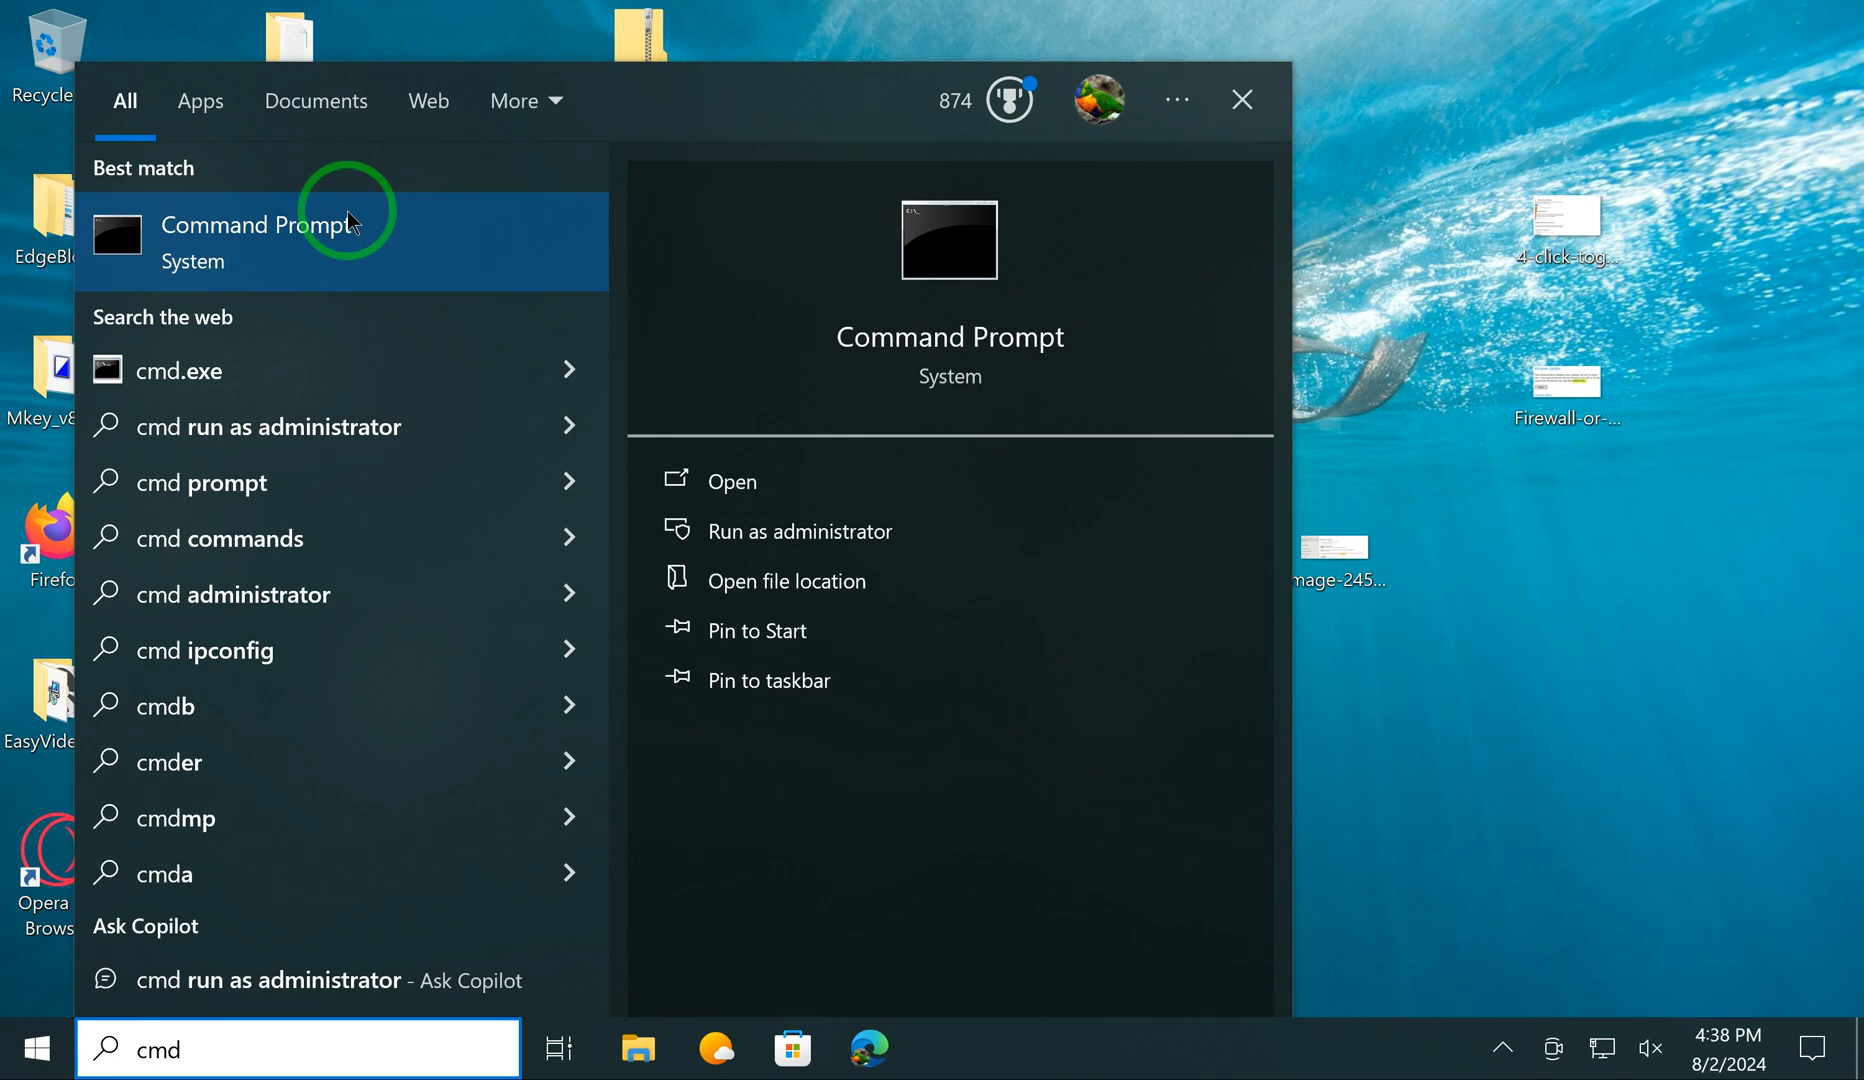 Recycle
All
Apps
Documents
Web
More
874
Best match
Command Prompt
System
Search the web
cmd.exe
cmd run as administrator
cmd prompt
cmd commands
cmd administrator
cmd ipconfig
cmdb
cmder
cmdmp
cmda
Ask Copilot
cmd run as administrator - Ask Copilot
C:\_
Command Prompt
System
Open
Run as administrator
Open file location
Pin to Start
Pin to taskbar
EdgeBl
Mkey_v8
Firefo
EasyVide
Opera
Brows
4-click-tog...
Firewall-or-...
mage-245...
cmd
4:38 PM
8/2/2024